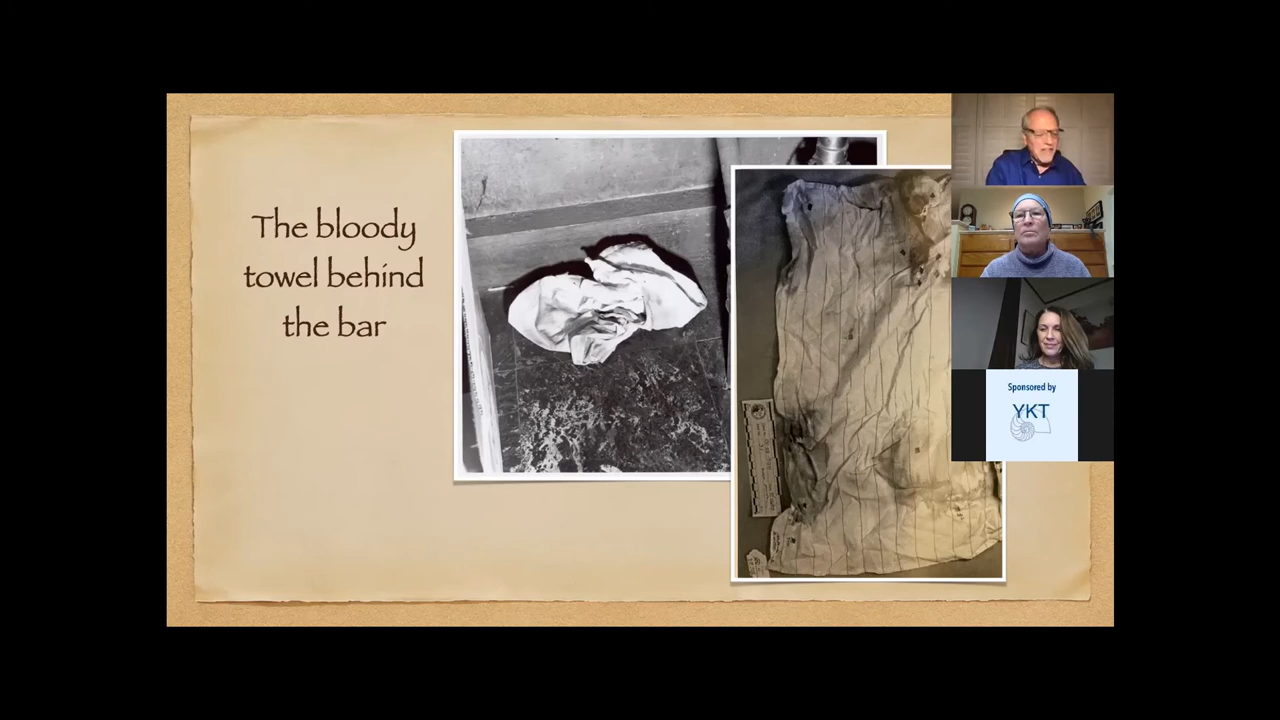 The bloody
towel behind
the bar
Sponsored by
YKT